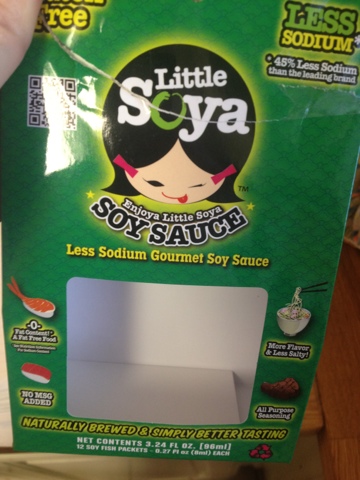 Free
LESS
SODIUM*
* 45% Less Sodium
than the leading brand
Little
Soya
TM
Enjoya Little Soya
SOY SAUCE
Less Sodium Gourmet Soy Sauce
-0-
Fat Content!
A Fat Free Food
More Flavor
& Less Salty!
NO MSG
ADDED
All Purpose
Seasoning
NATURALLY BREWED & SIMPLY BETTER TASTING
NET CONTENTS 3.24 FL OZ. [96ml]
12 SOY FISH PACKETS - 0.27 Fl oz (8ml) EACH